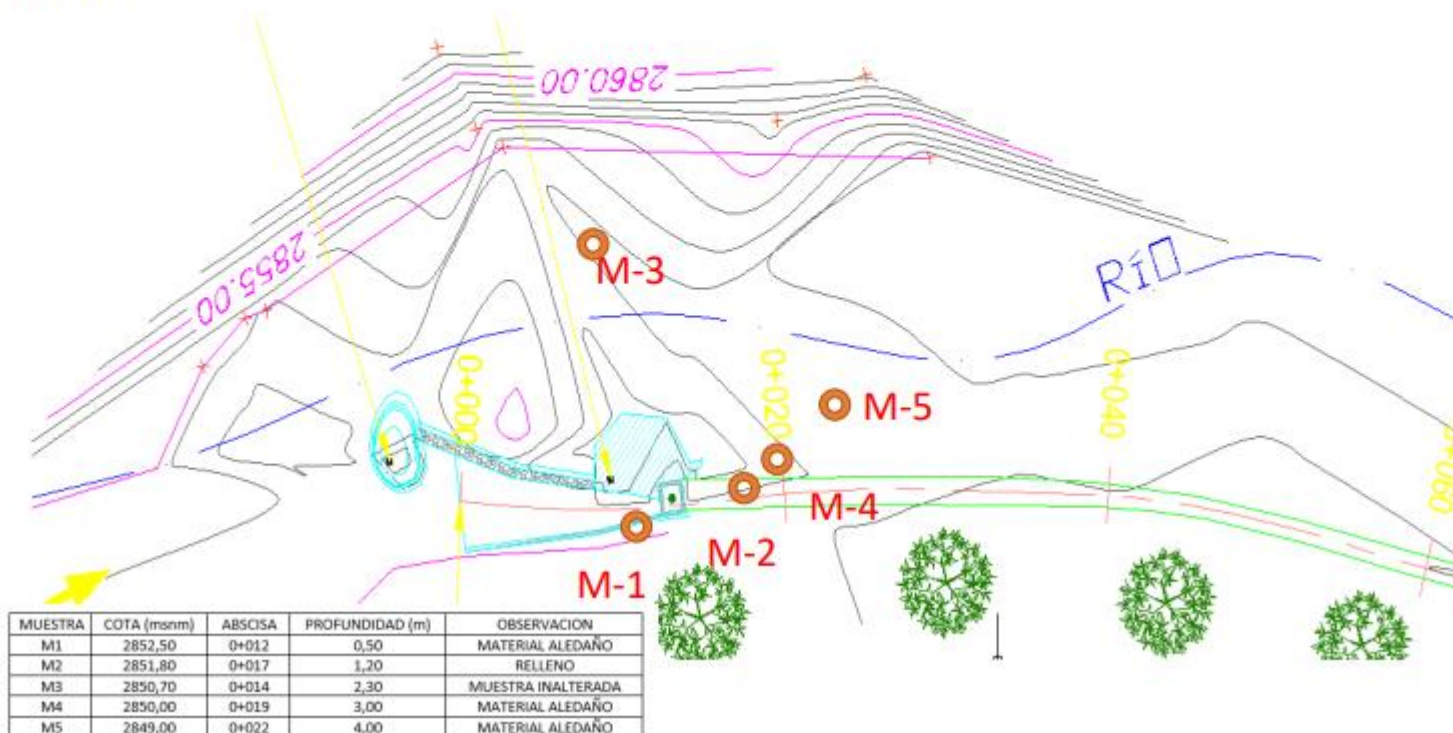 2860.00
2855.00
M-3
RÍO
0+000
0+020
0+040
0+060
M-5
M-4
M-2
M-1
MUESTRA COTA (msnm) ABSCISA PROFUNDIDAD (m) OBSERVACION
M1 2852,50 0+012 0,50 MATERIAL ALEDAÑO
M2 2851,80 0+017 1,20 RELLENO
M3 2850,70 0+014 2,30 MUESTRA INALTERADA
M4 2850,00 0+019 3,00 MATERIAL ALEDAÑO
M5 2849,00 0+022 4,00 MATERIAL ALEDAÑO